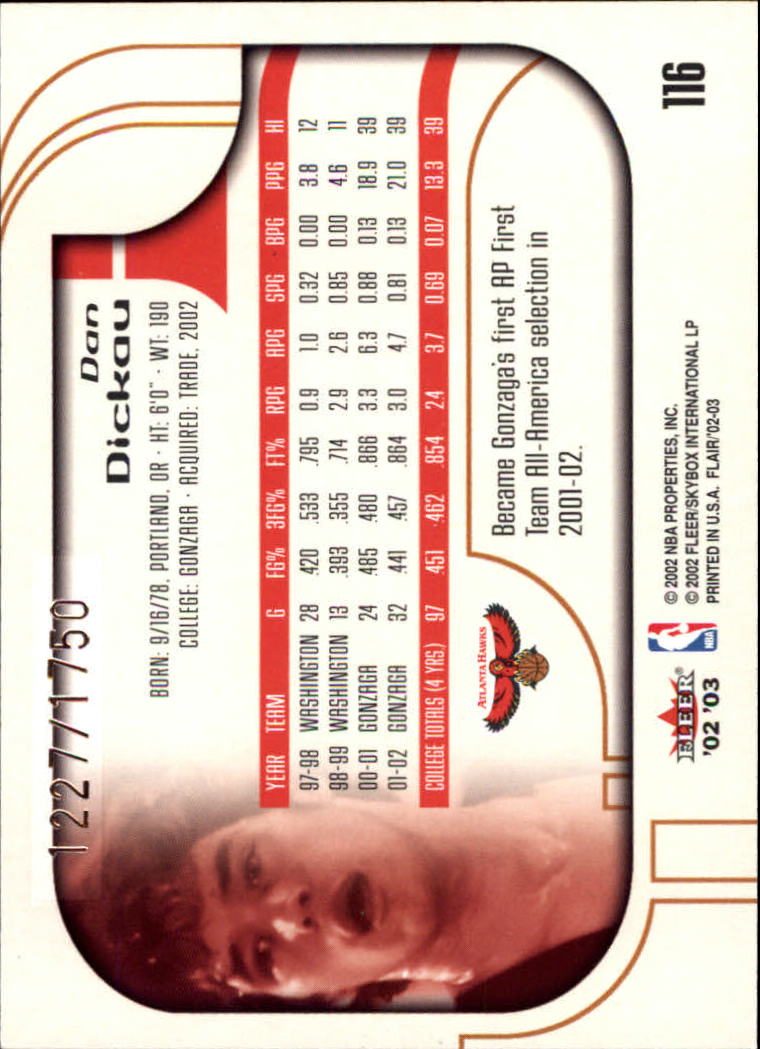 1227/1750
Dan
Dickau
BORN: 9/16/78, PORTLAND, OR · HT: 6'0" · WT: 190
COLLEGE: GONZAGA · ACQUIRED: TRADE, 2002
YEAR TEAM G FG% 3FG% FT% RPG APG SPG BPG PPG HI
97-98 WASHINGTON 28 .420 .533 .795 0.9 1.0 0.32 0.00 3.8 12
98-99 WASHINGTON 13 .393 .355 .714 2.9 2.6 0.85 0.00 4.6 11
00-01 GONZAGA 24 .485 .480 .866 3.3 6.3 0.88 0.13 18.9 39
01-02 GONZAGA 32 .441 .457 .864 3.0 4.7 0.81 0.13 21.0 39
COLLEGE TOTALS (4 YRS.) 97 .451 .462 .854 2.4 3.7 0.69 0.07 13.3 39
ATLANTA HAWKS
Became Gonzaga's first AP First
Team All-America selection in
2001-02.
FLEER®
'02 '03
NBA
© 2002 NBA PROPERTIES, INC.
© 2002 FLEER/SKYBOX INTERNATIONAL LP
PRINTED IN U.S.A. FLAIR/'02-03
116